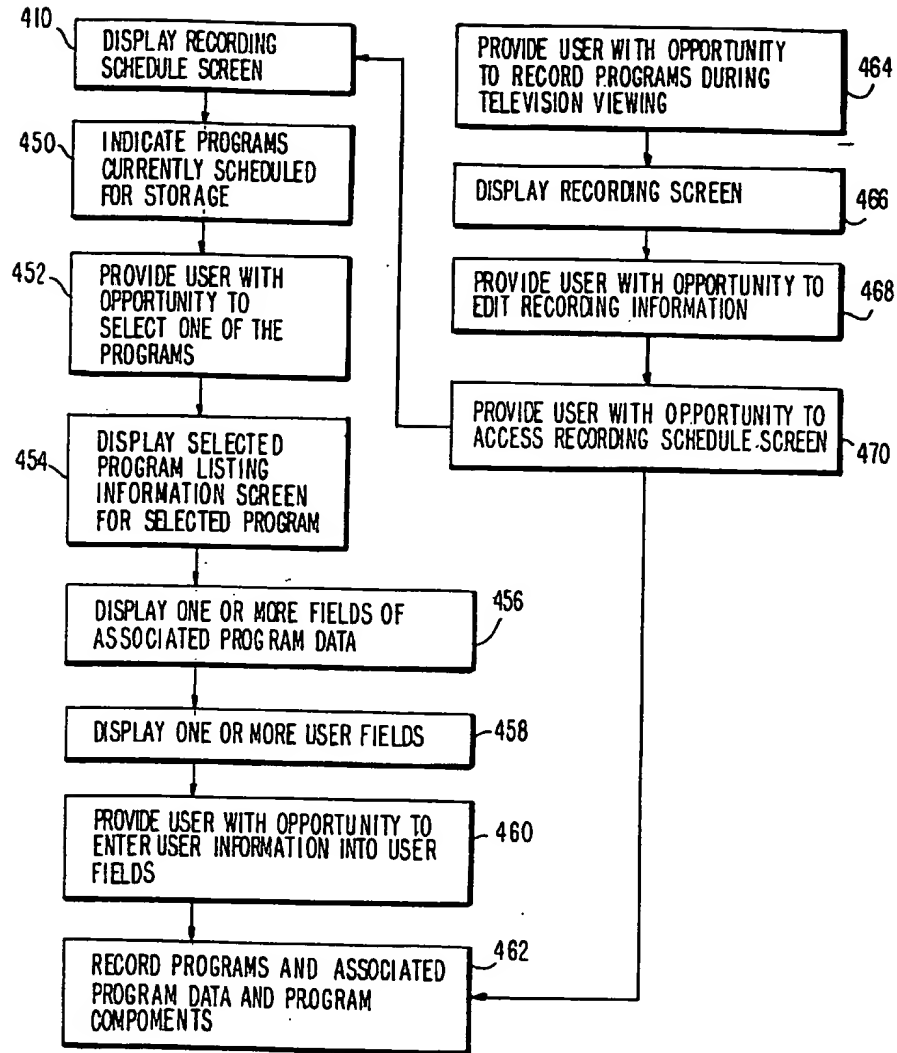 410
DISPLAY RECORDING
SCHEDULE SCREEN
450
INDICATE PROGRAMS
CURRENTLY SCHEDULED
FOR STORAGE
452
PROVIDE USER WITH
OPPORTUNITY TO
SELECT ONE OF THE
PROGRAMS
454
DISPLAY SELECTED
PROGRAM LISTING
INFORMATION SCREEN
FOR SELECTED PROGRAM
DISPLAY ONE OR MORE FIELDS OF
ASSOCIATED PROGRAM DATA
456
DISPLAY ONE OR MORE USER FIELDS
458
PROVIDE USER WITH OPPORTUNITY TO
ENTER USER INFORMATION INTO USER
FIELDS
460
RECORD PROGRAMS AND ASSOCIATED
PROGRAM DATA AND PROGRAM
COMPOMENTS
462
PROVIDE USER WITH OPPORTUNITY
TO RECORD PROGRAMS DURING
TELEVISION VIEWING
464
DISPLAY RECORDING SCREEN
466
PROVIDE USER WITH OPPORTUNITY TO
EDIT RECORDING INFORMATION
468
PROVIDE USER WITH OPPORTUNITY TO
ACCESS RECORDING SCHEDULE SCREEN
470